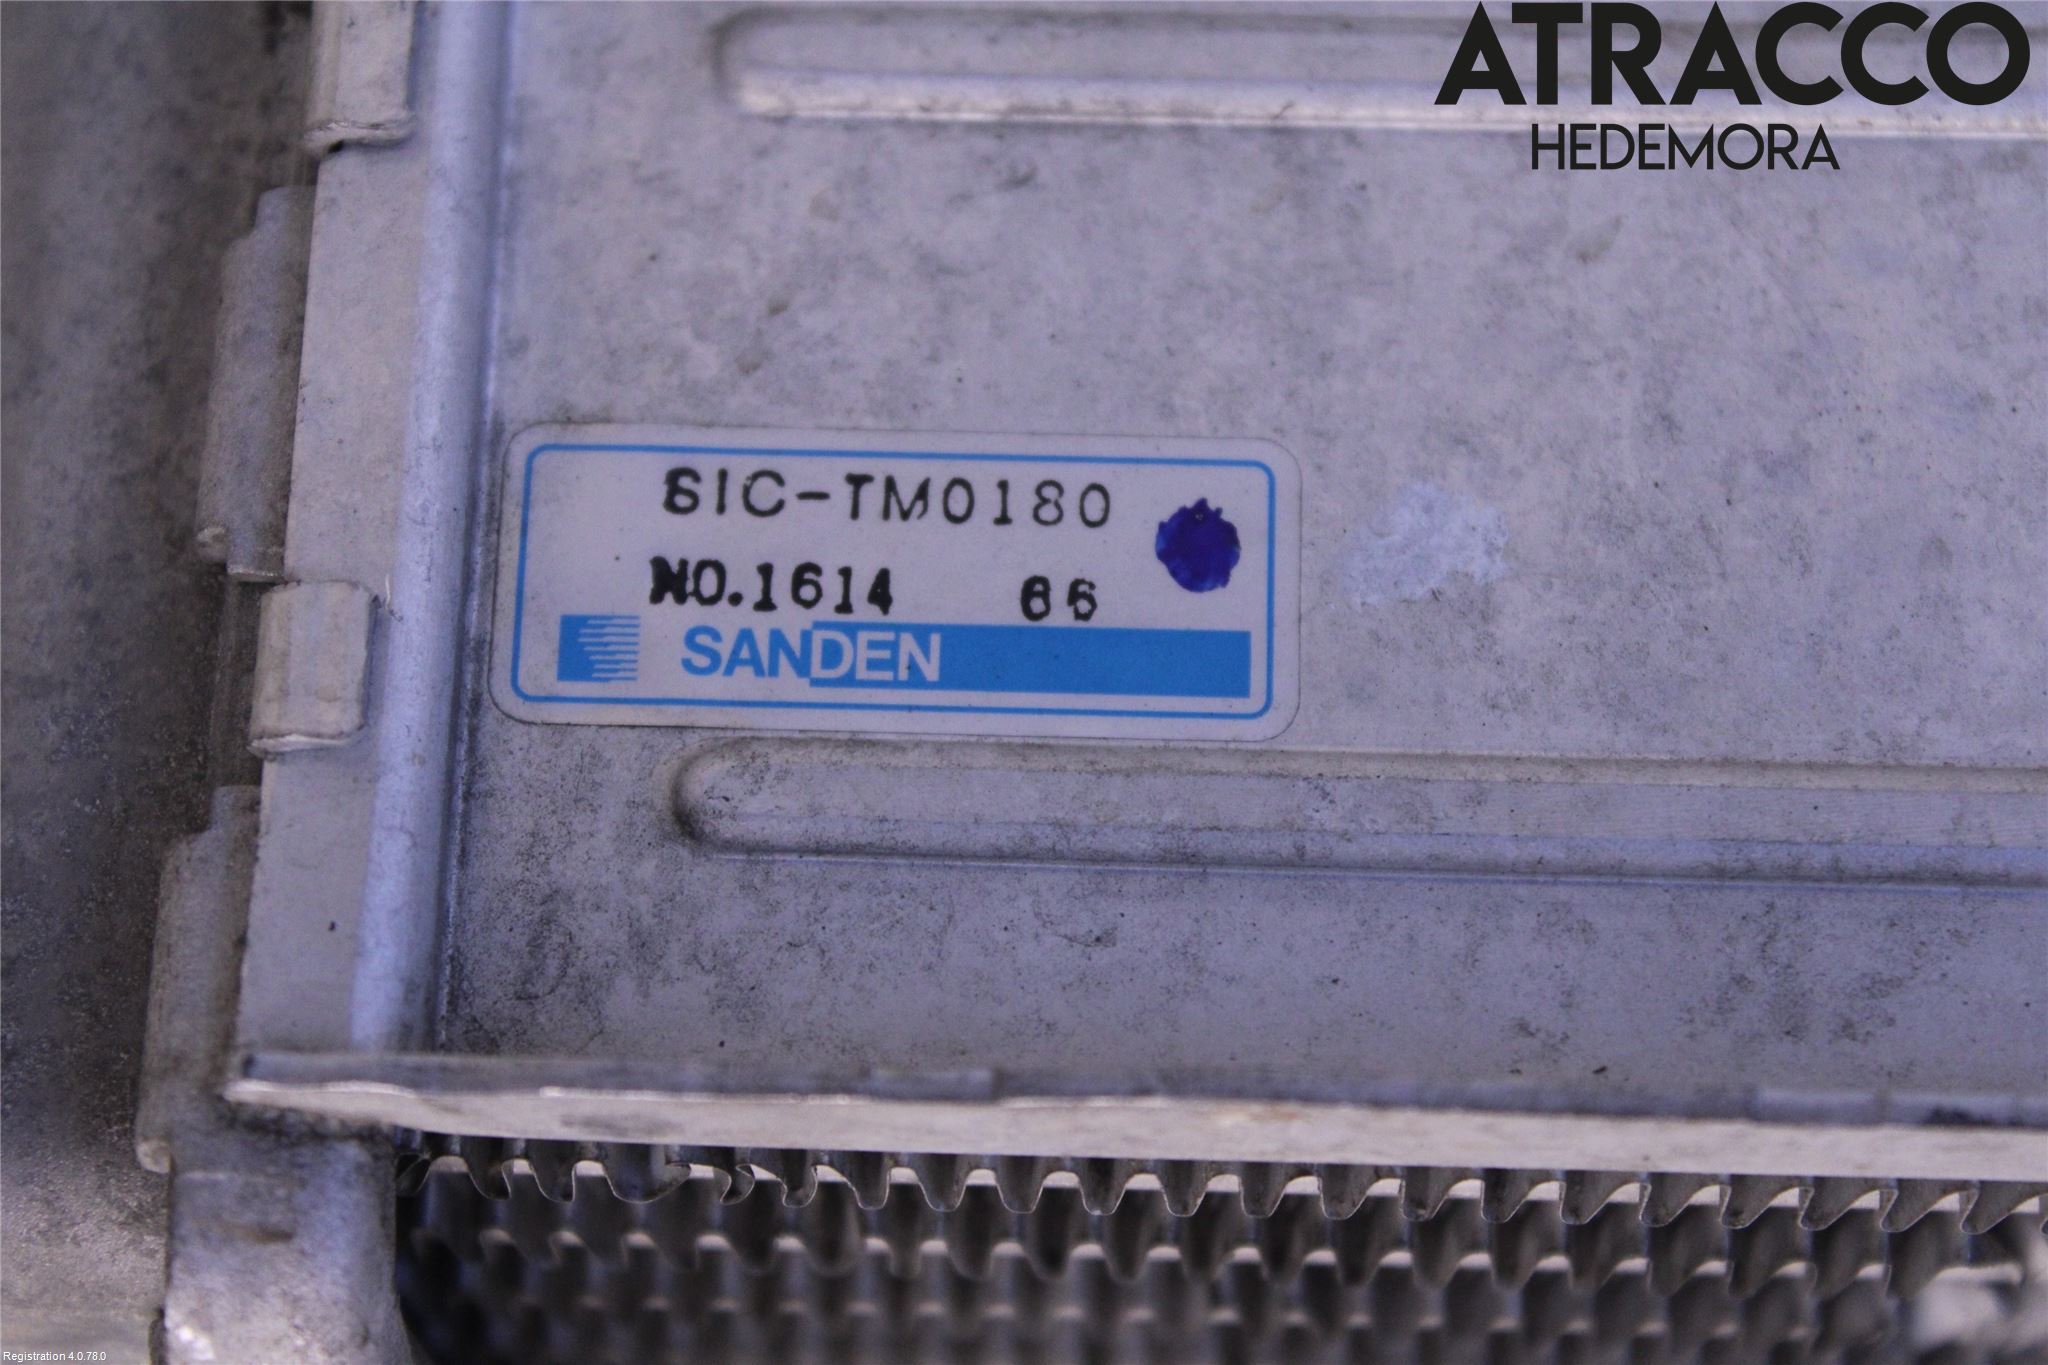 ATRACCO
HEDEMORA
SIC-TM0180
NO.1614 66
SANDEN
Registration 4.0.78.0